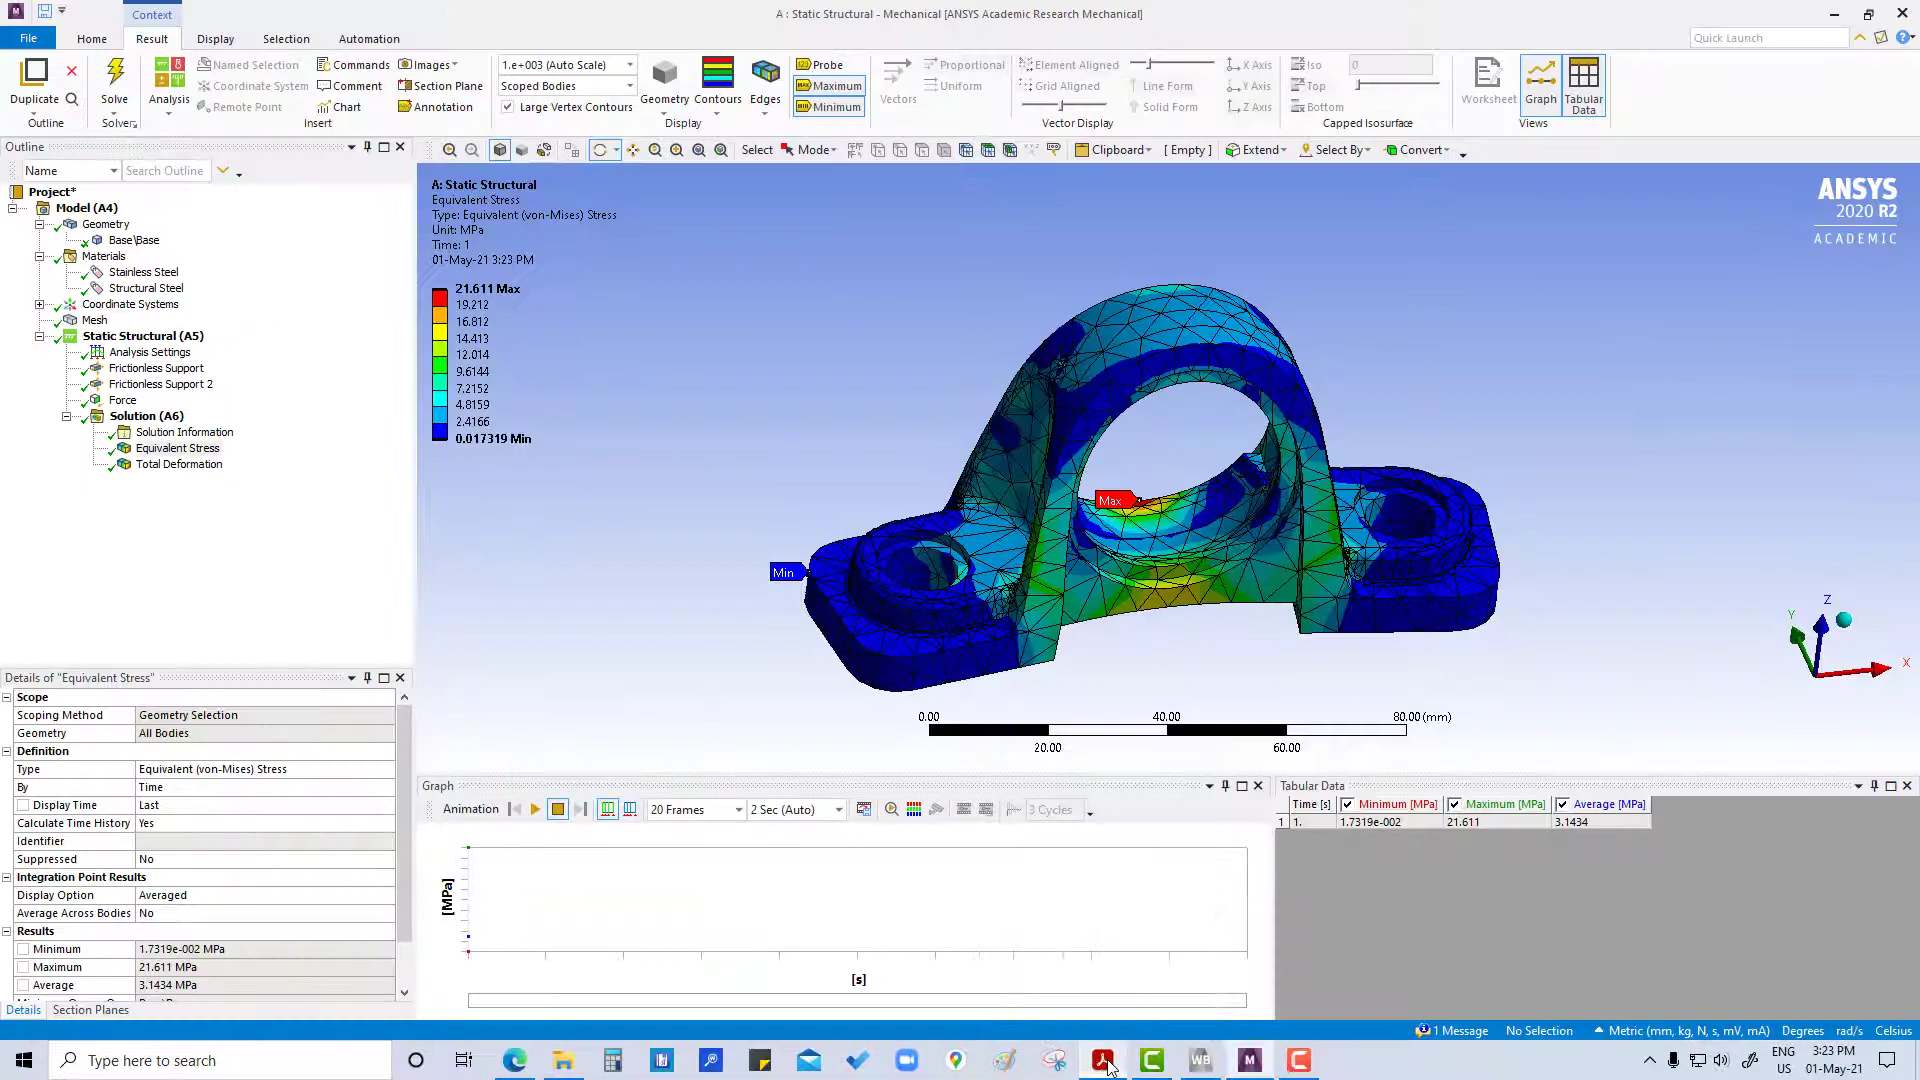 Context
A : Static Structural - Mechanical [ANSYS Academic Research Mechanical]
File Home Result Display Selection Automation
Quick Launch
Duplicate
Outline
Solve
Solver
Analysis
Named Selection
Coordinate System
Remote Point
Commands
Comment
Chart
Images
Section Plane
Annotation
Insert
1.e+003 (Auto Scale)
Scoped Bodies
Large Vertex Contours
Geometry
Contours
Edges
Display
Probe
Maximum
Minimum
Vectors
Proportional
Uniform
Element Aligned
Grid Aligned
Line Form
Solid Form
X Axis
Y Axis
Z Axis
Vector Display
Iso
Top
Bottom
0
Capped Isosurface
Worksheet
Graph
Tabular
Data
Views
Outline
Name
Search Outline
Select Mode Clipboard [ Empty ] Extend Select By Convert
Project*
Model (A4)
Geometry
Base\Base
Materials
Stainless Steel
Structural Steel
Coordinate Systems
Mesh
Static Structural (A5)
Analysis Settings
Frictionless Support
Frictionless Support 2
Force
Solution (A6)
Solution Information
Equivalent Stress
Total Deformation
A: Static Structural
Equivalent Stress
Type: Equivalent (von-Mises) Stress
Unit: MPa
Time: 1
01-May-21 3:23 PM
21.611 Max
19.212
16.812
14.413
12.014
9.6144
7.2152
4.8159
2.4166
0.017319 Min
ANSYS
2020 R2
ACADEMIC
Max
Min
Z
Y
X
0.00 40.00 80.00 (mm)
20.00 60.00
Details of "Equivalent Stress"
Scope
Scoping Method Geometry Selection
Geometry All Bodies
Definition
Type Equivalent (von-Mises) Stress
By Time
Display Time Last
Calculate Time History Yes
Identifier
Suppressed No
Integration Point Results
Display Option Averaged
Average Across Bodies No
Results
Minimum 1.7319e-002 MPa
Maximum 21.611 MPa
Average 3.1434 MPa
Details Section Planes
Graph
Animation 20 Frames 2 Sec (Auto) 3 Cycles
[MPa]
[s]
Tabular Data
Time [s] Minimum [MPa] Maximum [MPa] Average [MPa]
1 1. 1.7319e-002 21.611 3.1434
1 Message No Selection Metric (mm, kg, N, s, mV, mA) Degrees rad/s Celsius
Type here to search
WB
M
ENG
US
3:23 PM
01-May-21